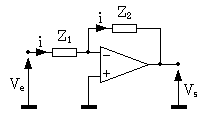 i Z₁
i Z₂
−
+
Vₑ
Vₛ